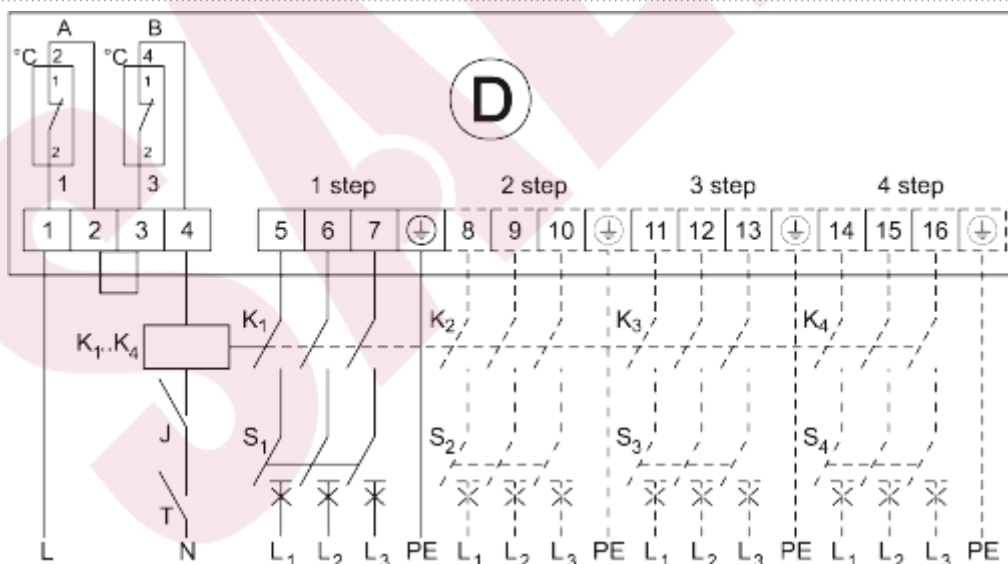 A B
°C 2 °C 4
1 1
D
2 2
1 3 1 step 2 step 3 step 4 step
1 2 3 4 5 6 7 8 9 10 11 12 13 14 15 16
K1 K2 K3 K4
K1..K4
J S1 S2 S3 S4
T
L N L1 L2 L3 PE L1 L2 L3 PE L1 L2 L3 PE L1 L2 L3 PE